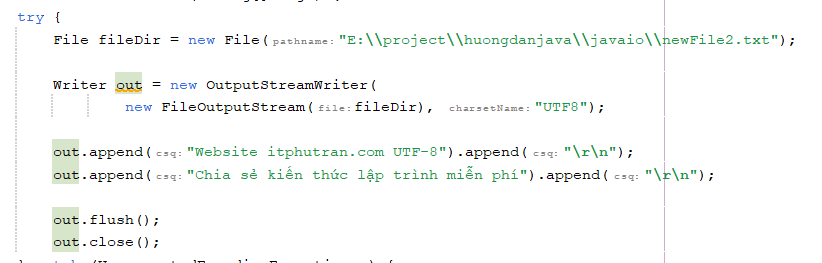 try {
File fileDir = new File( pathname: "E:\\project\\huongdanjava\\javaio\\newFile2.txt");
Writer out = new OutputStreamWriter(
new FileOutputStream( file: fileDir), charsetName: "UTF8");
out.append( csq: "Website itphutran.com UTF-8").append( csq: "\r\n");
out.append( csq: "Chia sẻ kiến thức lập trình miễn phí").append( csq: "\r\n");
out.flush();
out.close();